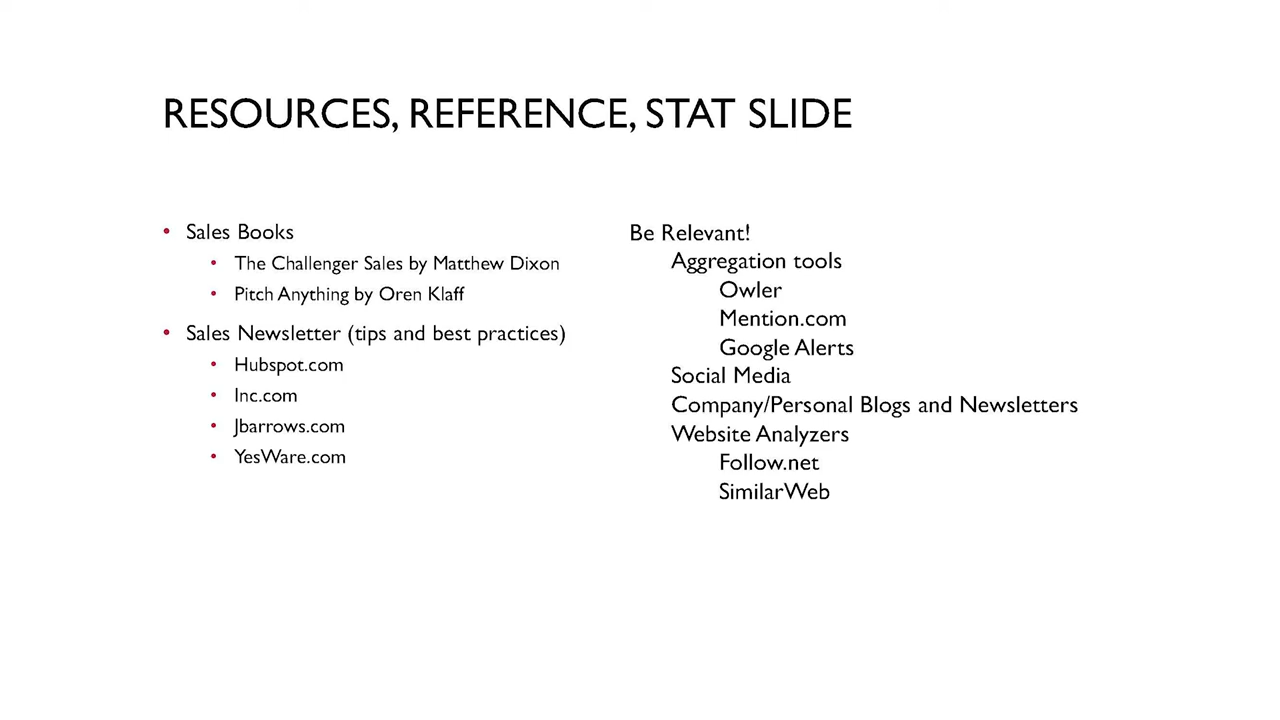 RESOURCES, REFERENCE, STAT SLIDE
• Sales Books
• The Challenger Sales by Matthew Dixon
• Pitch Anything by Oren Klaff
• Sales Newsletter (tips and best practices)
• Hubspot.com
• Inc.com
• Jbarrows.com
• YesWare.com
Be Relevant!
Aggregation tools
Owler
Mention.com
Google Alerts
Social Media
Company/Personal Blogs and Newsletters
Website Analyzers
Follow.net
SimilarWeb